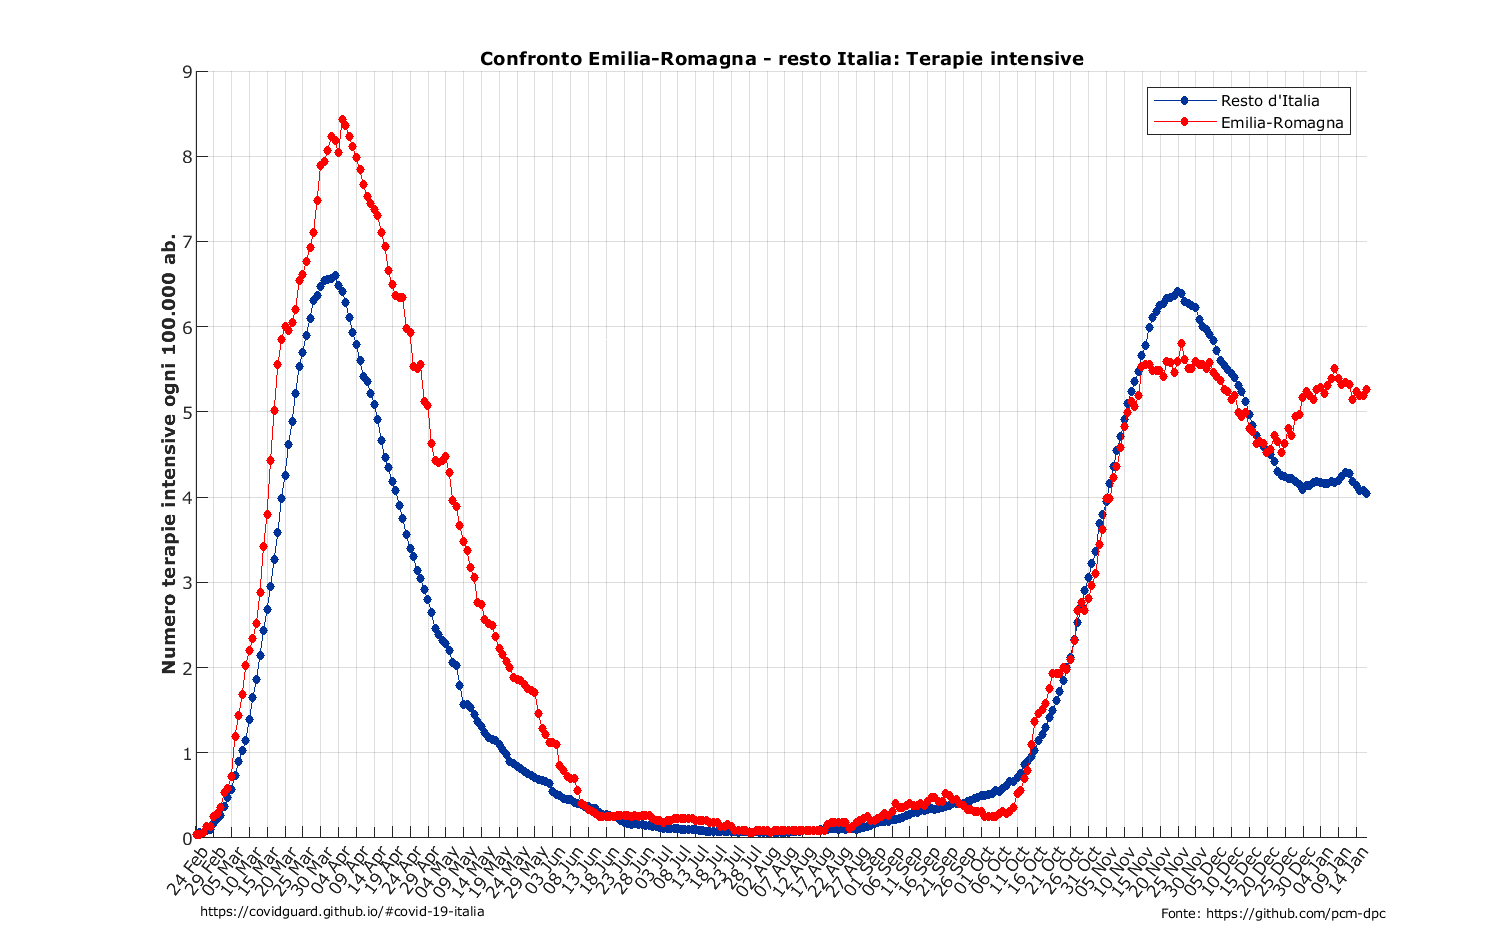 Confronto Emilia-Romagna - resto Italia: Terapie intensive
Resto d'Italia
Emilia-Romagna
Numero terapie intensive ogni 100.000 ab.
9
8
7
6
5
4
3
2
1
0
24 Feb
29 Feb
05 Mar
10 Mar
15 Mar
20 Mar
25 Mar
30 Mar
04 Apr
09 Apr
14 Apr
19 Apr
24 Apr
29 Apr
04 May
09 May
14 May
19 May
24 May
29 May
03 Jun
08 Jun
13 Jun
18 Jun
23 Jun
28 Jun
03 Jul
08 Jul
13 Jul
18 Jul
23 Jul
28 Jul
02 Aug
07 Aug
12 Aug
17 Aug
22 Aug
27 Aug
01 Sep
06 Sep
11 Sep
16 Sep
21 Sep
26 Sep
01 Oct
06 Oct
11 Oct
16 Oct
21 Oct
26 Oct
31 Oct
05 Nov
10 Nov
15 Nov
20 Nov
25 Nov
30 Nov
05 Dec
10 Dec
15 Dec
20 Dec
25 Dec
30 Dec
04 Jan
09 Jan
14 Jan
https://covidguard.github.io/#covid-19-italia
Fonte: https://github.com/pcm-dpc